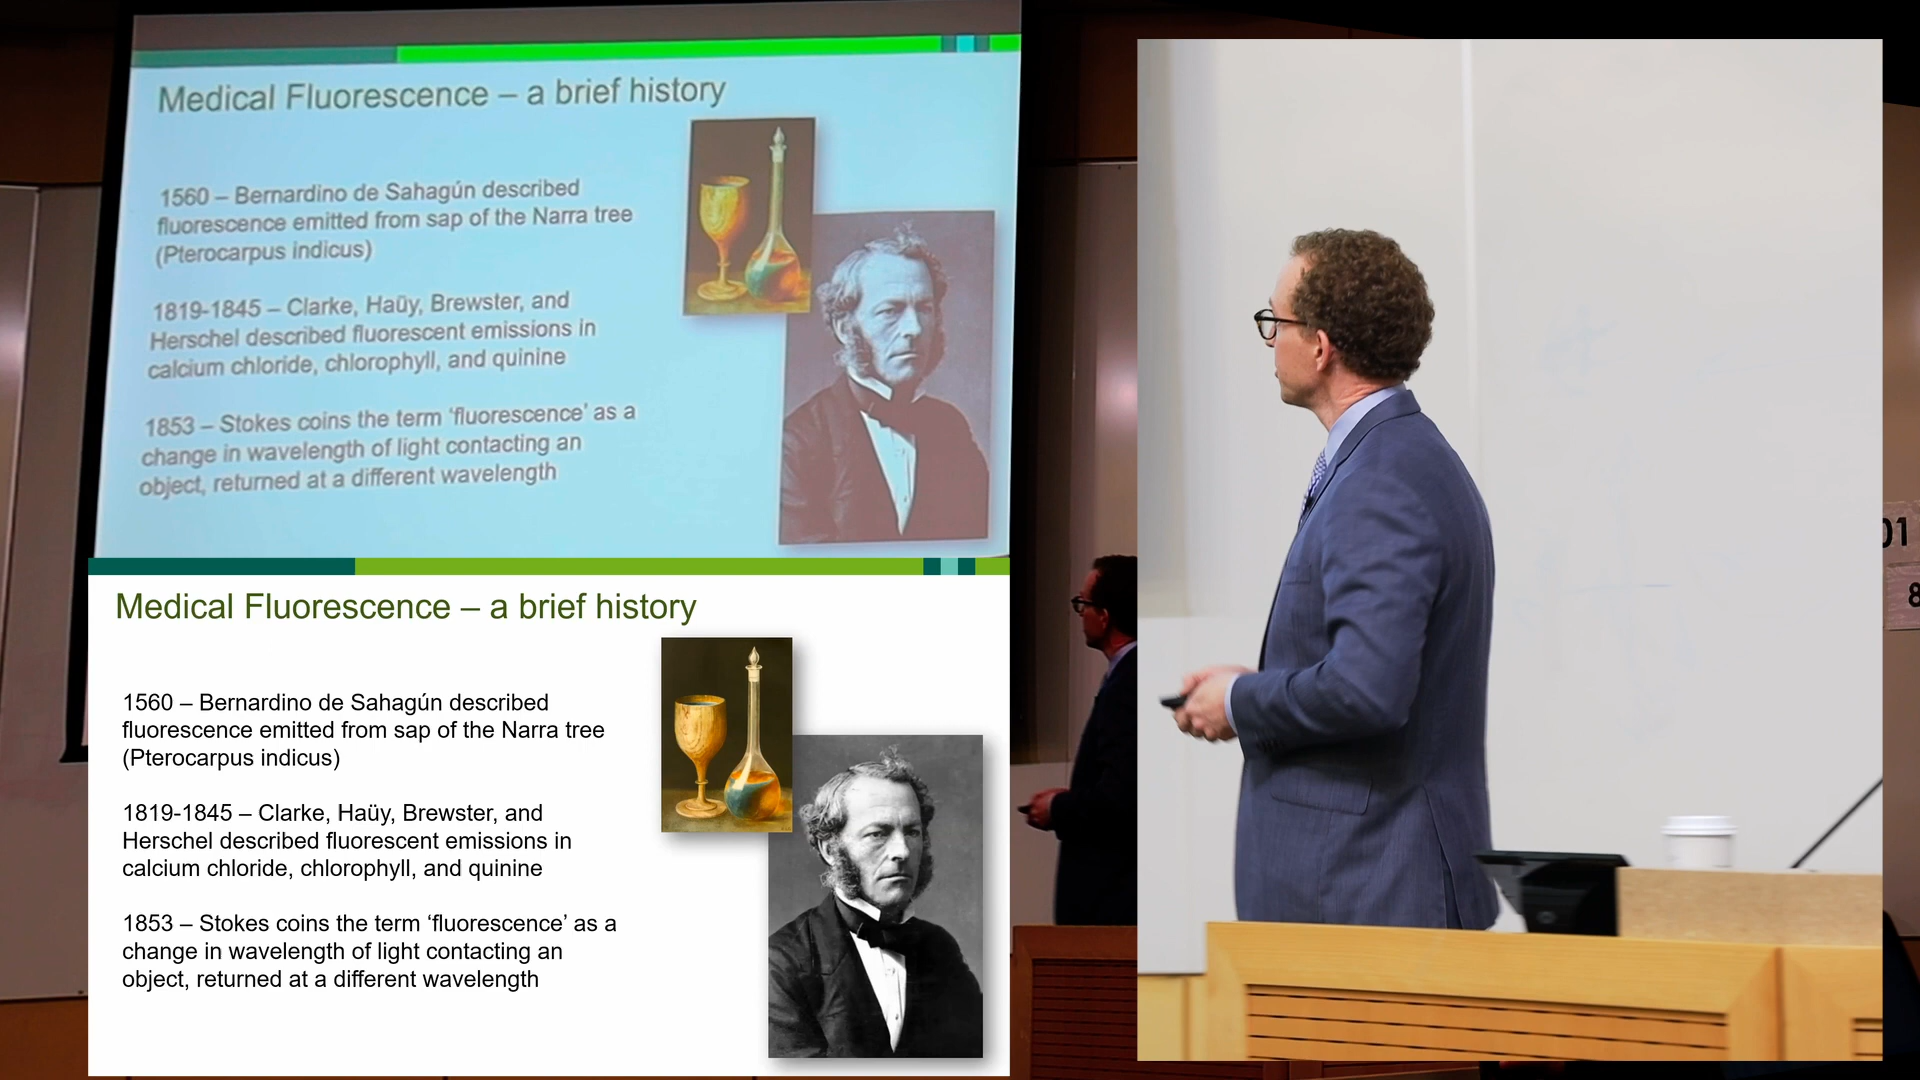 Medical Fluorescence – a brief history
1560 – Bernardino de Sahagún described
fluorescence emitted from sap of the Narra tree
(Pterocarpus indicus)
1819-1845 – Clarke, Haüy, Brewster, and
Herschel described fluorescent emissions in
calcium chloride, chlorophyll, and quinine
1853 – Stokes coins the term ‘fluorescence’ as a
change in wavelength of light contacting an
object, returned at a different wavelength
Medical Fluorescence – a brief history
1560 – Bernardino de Sahagún described
fluorescence emitted from sap of the Narra tree
(Pterocarpus indicus)
1819-1845 – Clarke, Haüy, Brewster, and
Herschel described fluorescent emissions in
calcium chloride, chlorophyll, and quinine
1853 – Stokes coins the term ‘fluorescence’ as a
change in wavelength of light contacting an
object, returned at a different wavelength
01
8